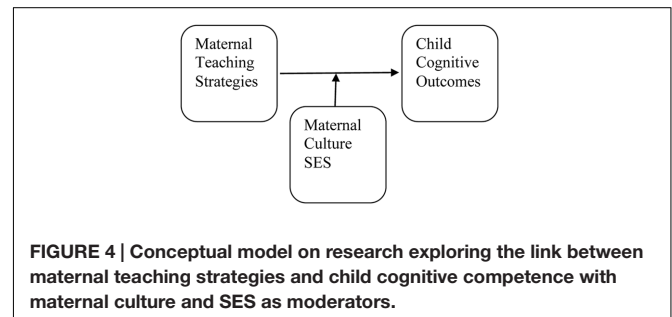 Maternal
Teaching
Strategies
Child
Cognitive
Outcomes
Maternal
Culture
SES
FIGURE 4 | Conceptual model on research exploring the link between
maternal teaching strategies and child cognitive competence with
maternal culture and SES as moderators.